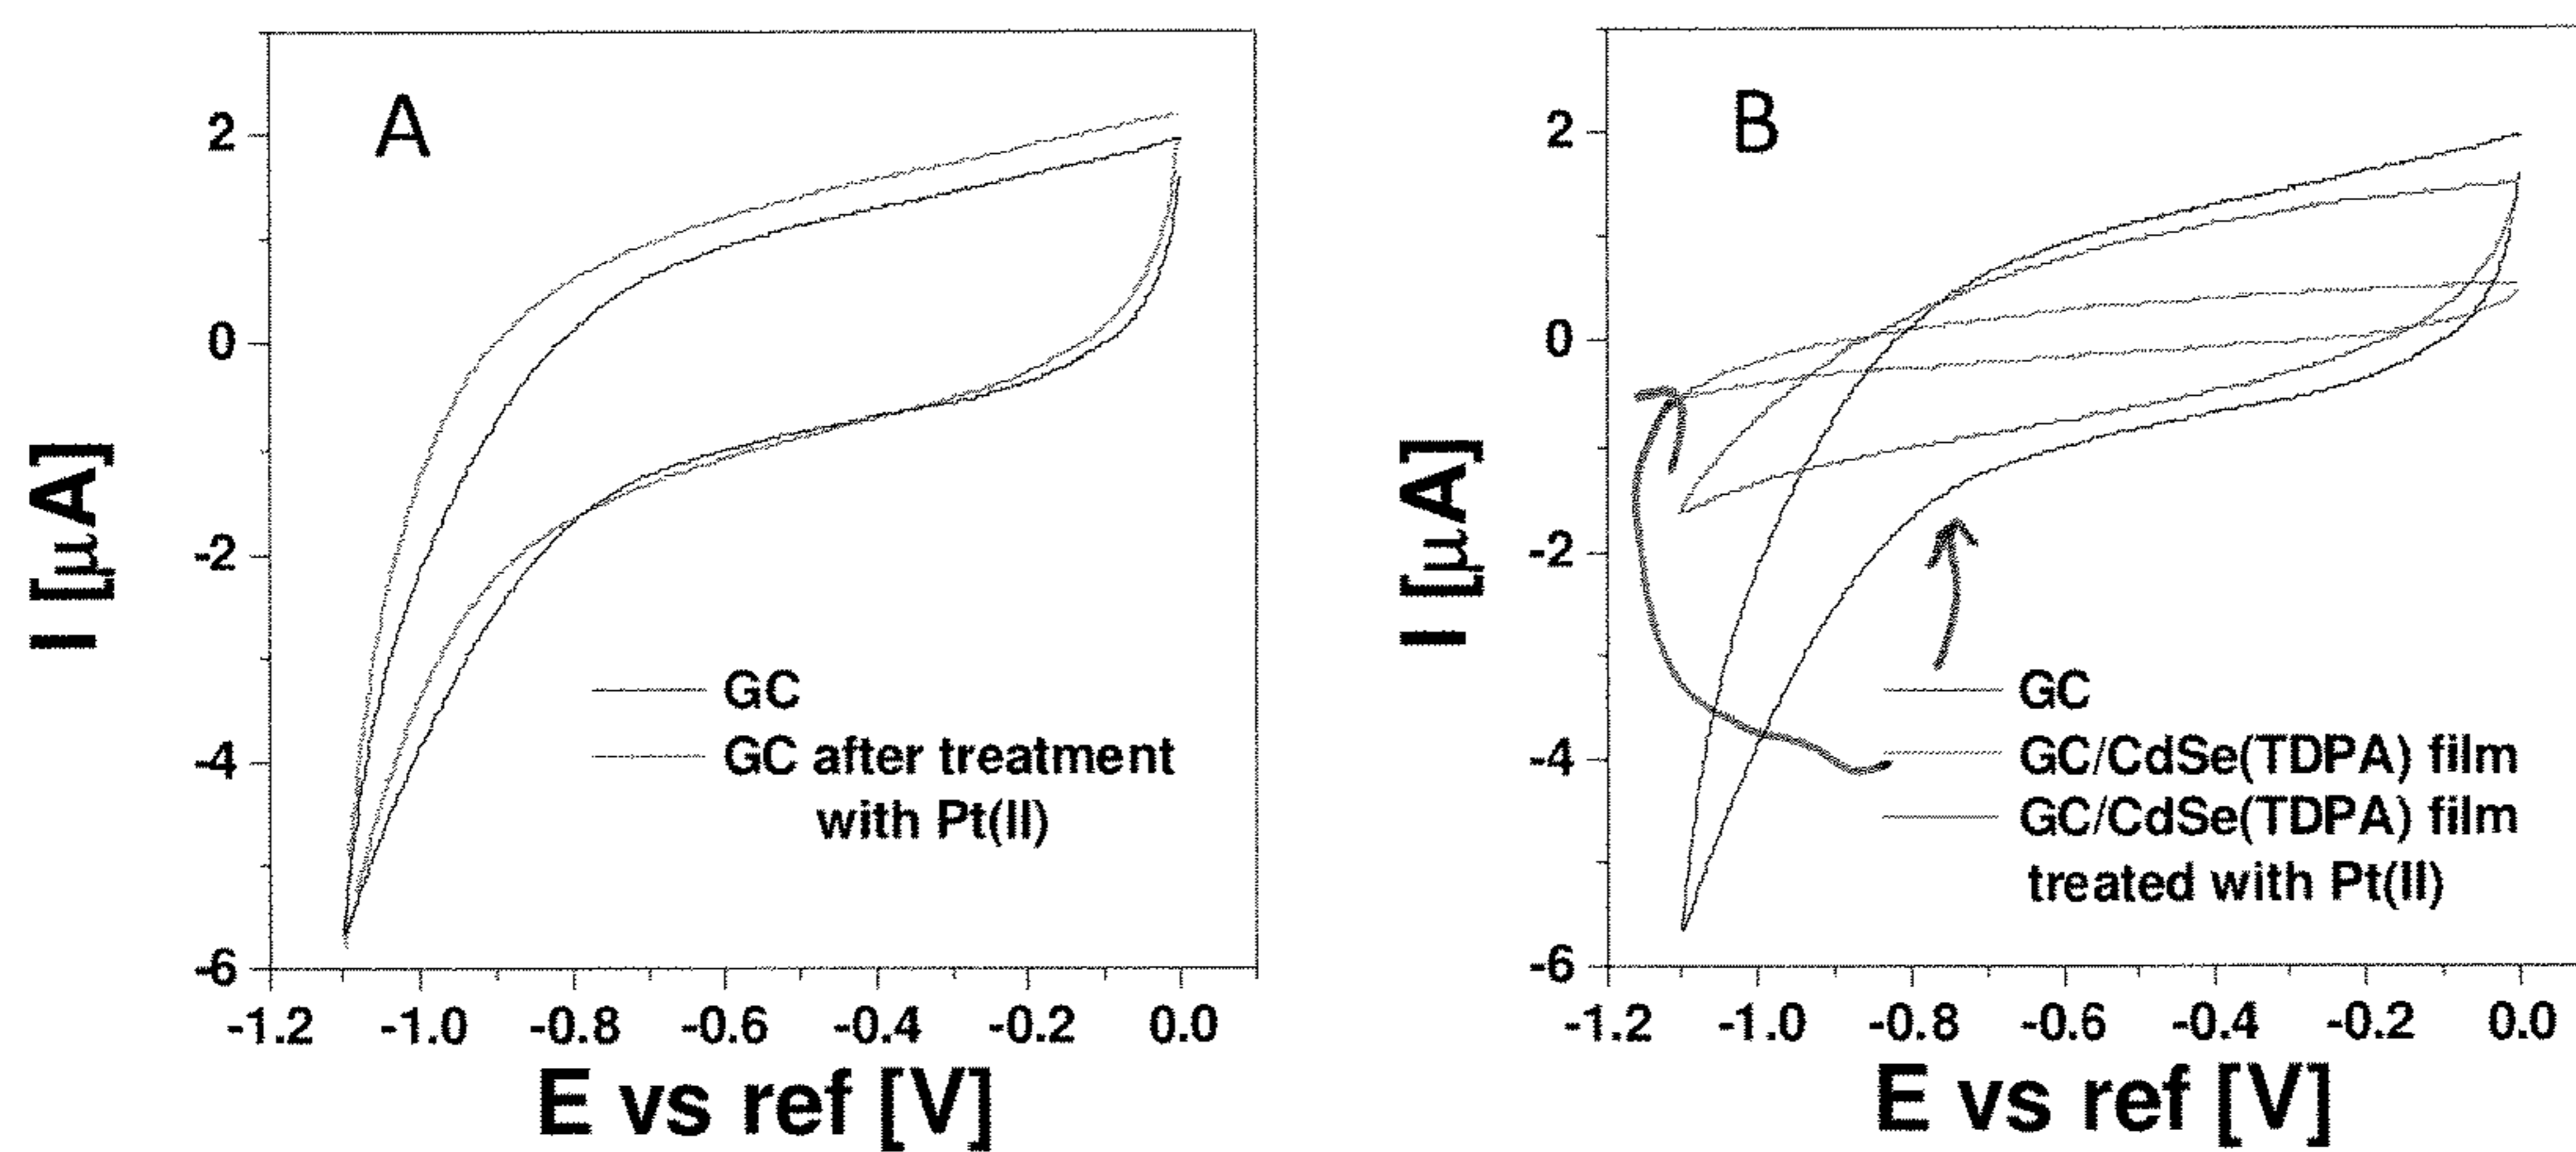 A
2
0
-2
-4
-6
I [μA]
GC
GC after treatment
with Pt(II)
-1.2 -1.0 -0.8 -0.6 -0.4 -0.2 0.0
E vs ref [V]
B
2
0
-2
-4
-6
I [μA]
GC
GC/CdSe(TDPA) film
GC/CdSe(TDPA) film
treated with Pt(II)
-1.2 -1.0 -0.8 -0.6 -0.4 -0.2 0.0
E vs ref [V]